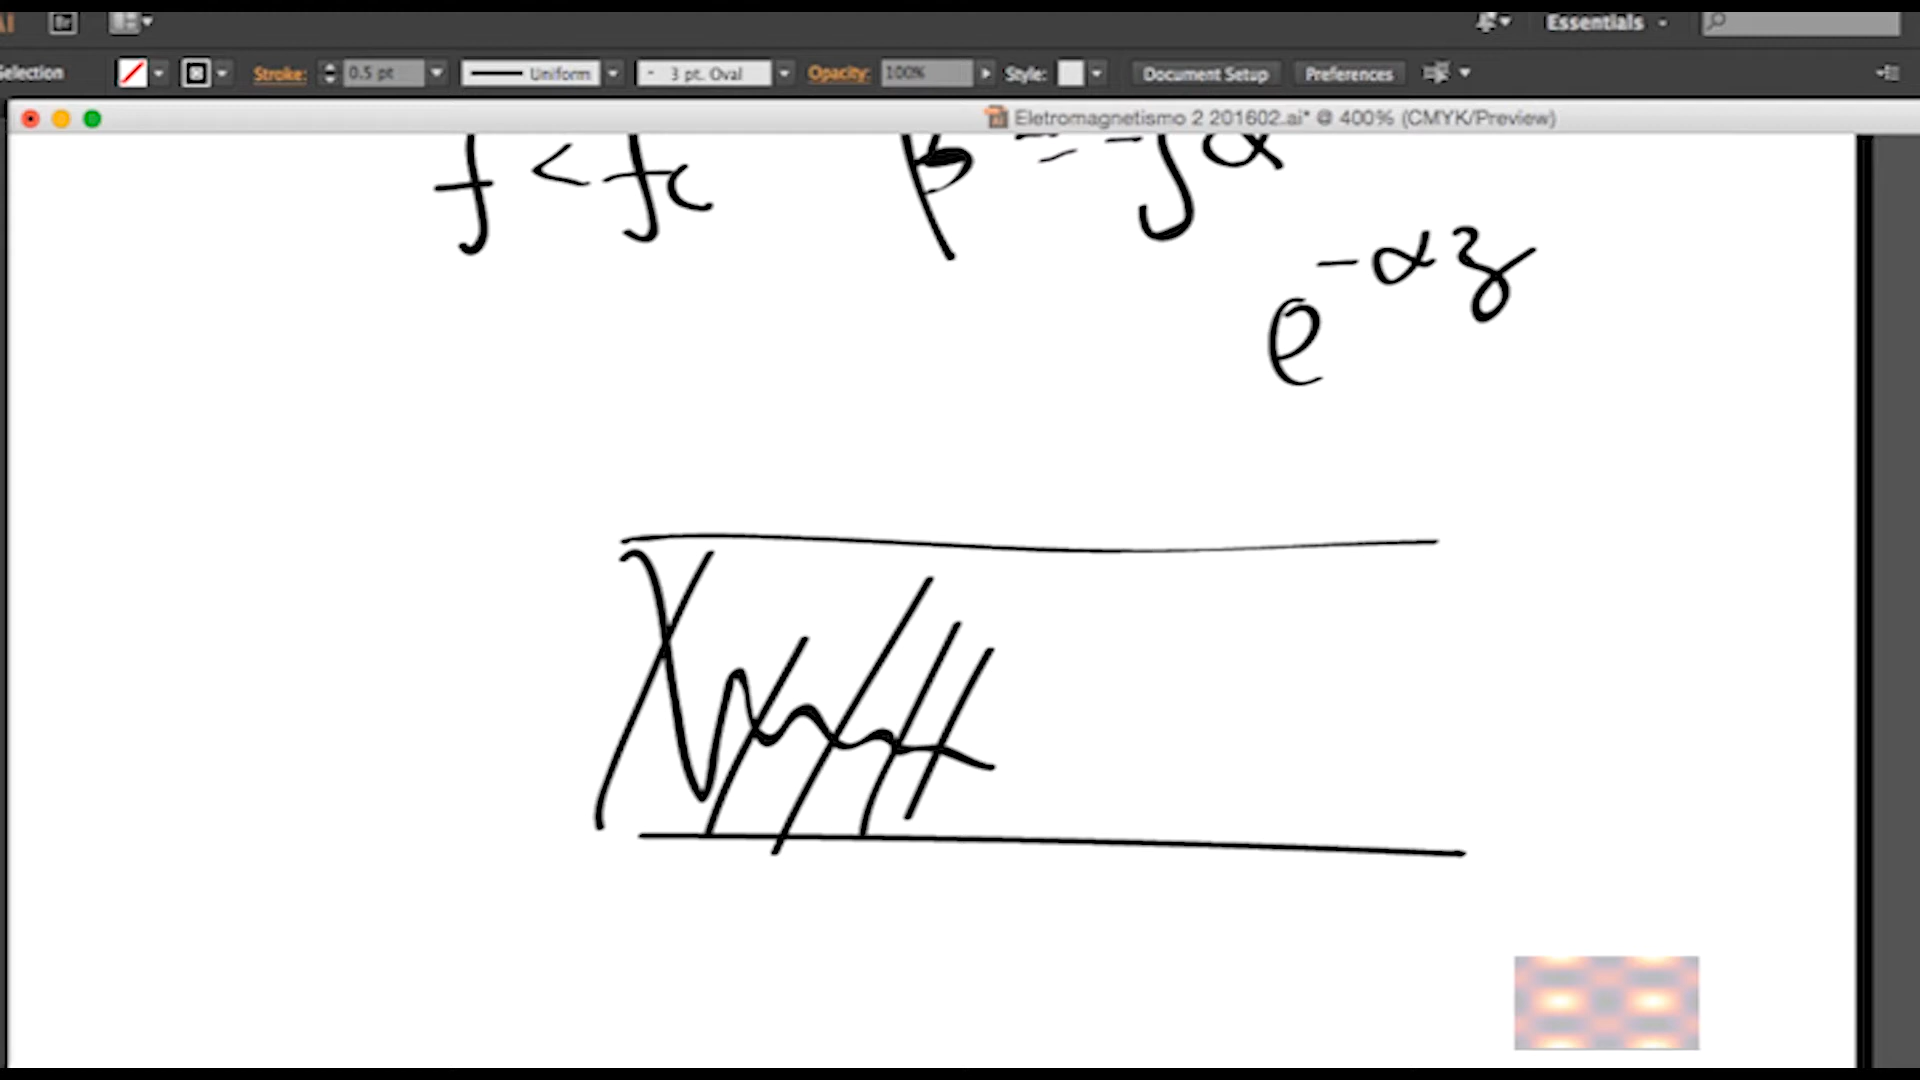 Br Essentials
Selection Stroke: 0.5 pt Uniform 3 pt. Oval Opacity: 100% Style: Document Setup Preferences
Eletromagnetismo 2 201602.ai* @ 400% (CMYK/Preview)
f < fc β = -jα
e^{-αz}